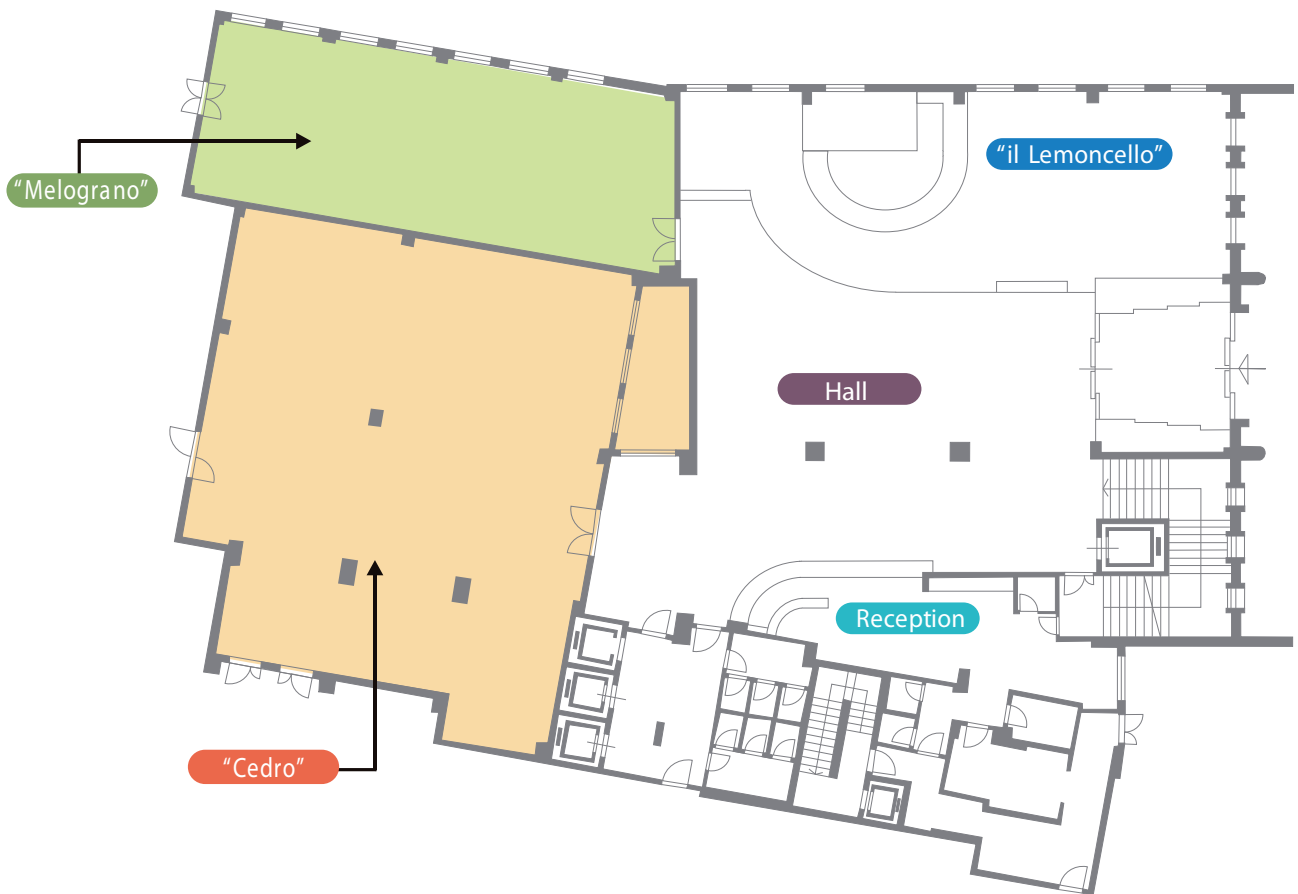 “il Lemoncello”
“Melograno”
Hall
Reception
“Cedro”